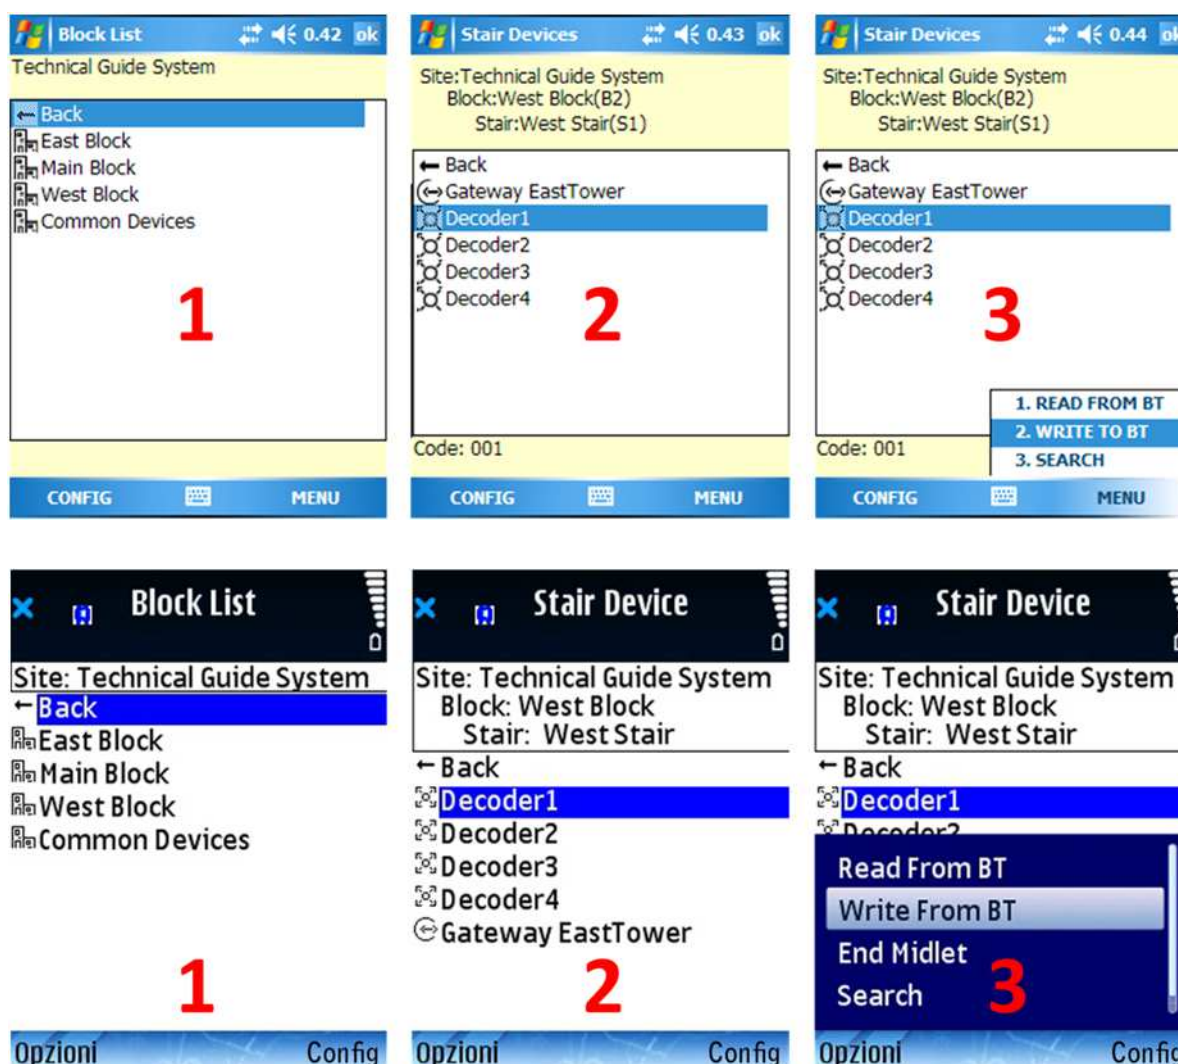 Block List 0.42 ok
Technical Guide System
Back
East Block
Main Block
West Block
Common Devices
1
CONFIG MENU
Stair Devices 0.43 ok
Site:Technical Guide System
Block:West Block(B2)
Stair:West Stair(S1)
Back
Gateway EastTower
Decoder1
Decoder2
Decoder3
Decoder4
2
Code: 001
CONFIG MENU
Stair Devices 0.44 ok
Site:Technical Guide System
Block:West Block(B2)
Stair:West Stair(S1)
Back
Gateway EastTower
Decoder1
Decoder2
Decoder3
Decoder4
3
1. READ FROM BT
2. WRITE TO BT
3. SEARCH
Code: 001
CONFIG MENU
Block List
Site: Technical Guide System
Back
East Block
Main Block
West Block
Common Devices
1
Opzioni Config
Stair Device
Site: Technical Guide System
Block: West Block
Stair: West Stair
Back
Decoder1
Decoder2
Decoder3
Decoder4
Gateway EastTower
2
Opzioni Config
Stair Device
Site: Technical Guide System
Block: West Block
Stair: West Stair
Back
Decoder1
Decoder2
Read From BT
Write From BT
End Midlet
Search
3
Opzioni Config